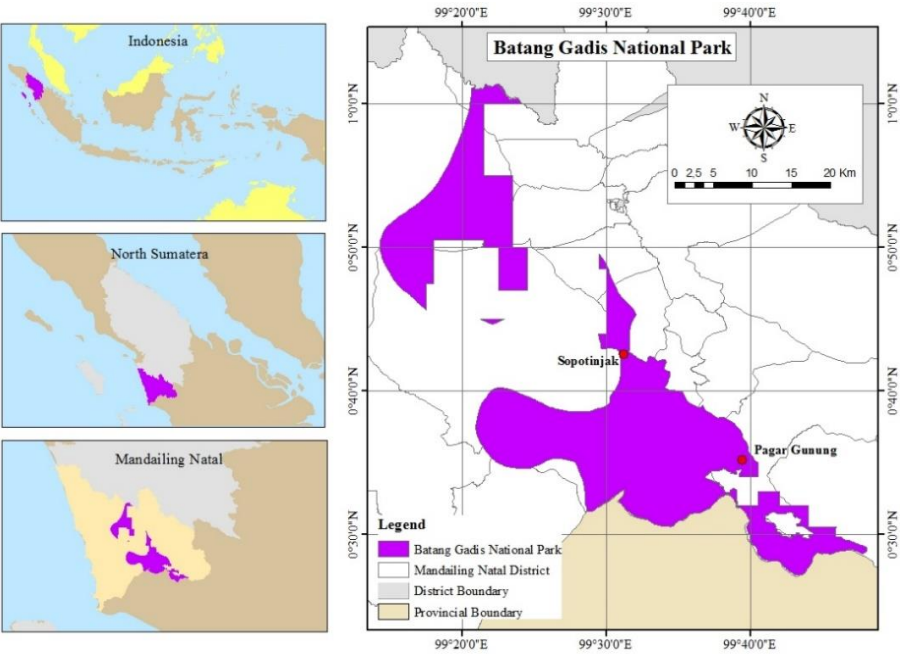 Indonesia
North Sumatera
Mandailing Natal
99°20'0"E 99°30'0"E 99°40'0"E
Batang Gadis National Park
N
W E
S
0 2,5 5 10 15 20 Km
1°0'0"N 1°0'0"N
0°50'0"N 0°50'0"N
Sopotinjak
0°40'0"N 0°40'0"N
Pagar Gunung
0°30'0"N 0°30'0"N
Legend
Batang Gadis National Park
Mandailing Natal District
District Boundary
Provincial Boundary
99°20'0"E 99°30'0"E 99°40'0"E